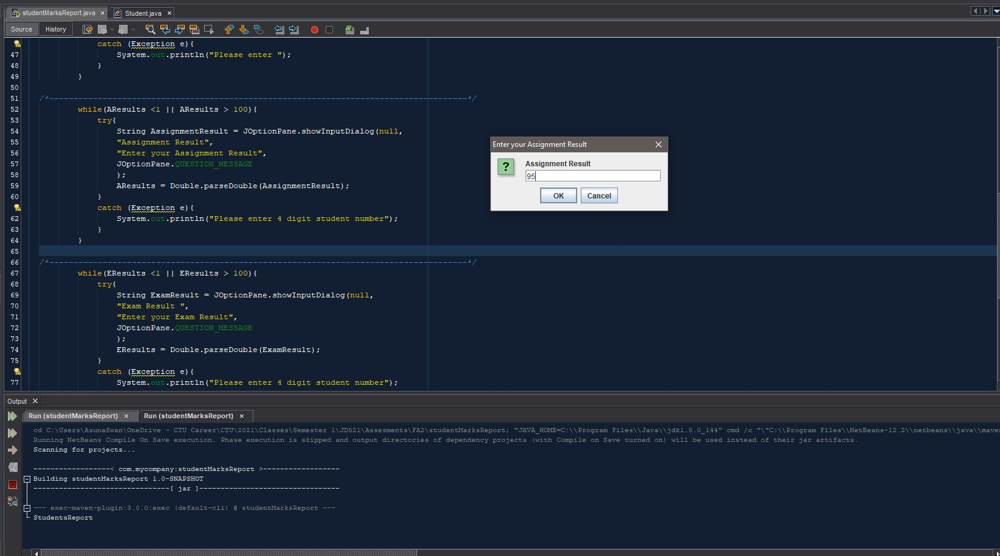 studentMarksReport.java × Student.java ×
Source History
catch (Exception e){
47 System.out.println("Please enter ");
48 }
49 }
50
51 /*--------------------------------------------------------------------------------------*/
52 while(AResults <1 || AResults > 100){
53 try{
54 String AssignmentResult = JOptionPane.showInputDialog(null,
55 "Assignment Result",
56 "Enter your Assignment Result",
57 JOptionPane.QUESTION_MESSAGE
58 );
59 AResults = Double.parseDouble(AssignmentResult);
60 }
catch (Exception e){
62 System.out.println("Please enter 4 digit student number");
63 }
64 }
65
66 /*--------------------------------------------------------------------------------------*/
67 while(EResults <1 || EResults > 100){
68 try{
69 String ExamResult = JOptionPane.showInputDialog(null,
70 "Exam Result ",
71 "Enter your Exam Result",
72 JOptionPane.QUESTION_MESSAGE
73 );
74 EResults = Double.parseDouble(ExamResult);
75 }
catch (Exception e){
77 System.out.println("Please enter 4 digit student number");
Enter your Assignment Result
Assignment Result
95
OK Cancel
Output ×
Run (studentMarksReport) × Run (studentMarksReport) ×
cd C:\Users\AsunaSwan\OneDrive - CTU Career\CTU\2021\Classes\Semester 1\JD521\Assesments\FA2\studentMarksReport; "JAVA_HOME=C:\\Program Files\\Java\\jdk1.8.0_144" cmd /c "\"C:\\Program Files\\NetBeans-12.2\\netbeans\\java\\mave
Running NetBeans Compile On Save execution. Phase execution is skipped and output directories of dependency projects (with Compile on Save turned on) will be used instead of their jar artifacts.
Scanning for projects...
------------------< com.mycompany:studentMarksReport >------------------
Building studentMarksReport 1.0-SNAPSHOT
--------------------------------[ jar ]---------------------------------
--- exec-maven-plugin:3.0.0:exec (default-cli) @ studentMarksReport ---
StudentsReport